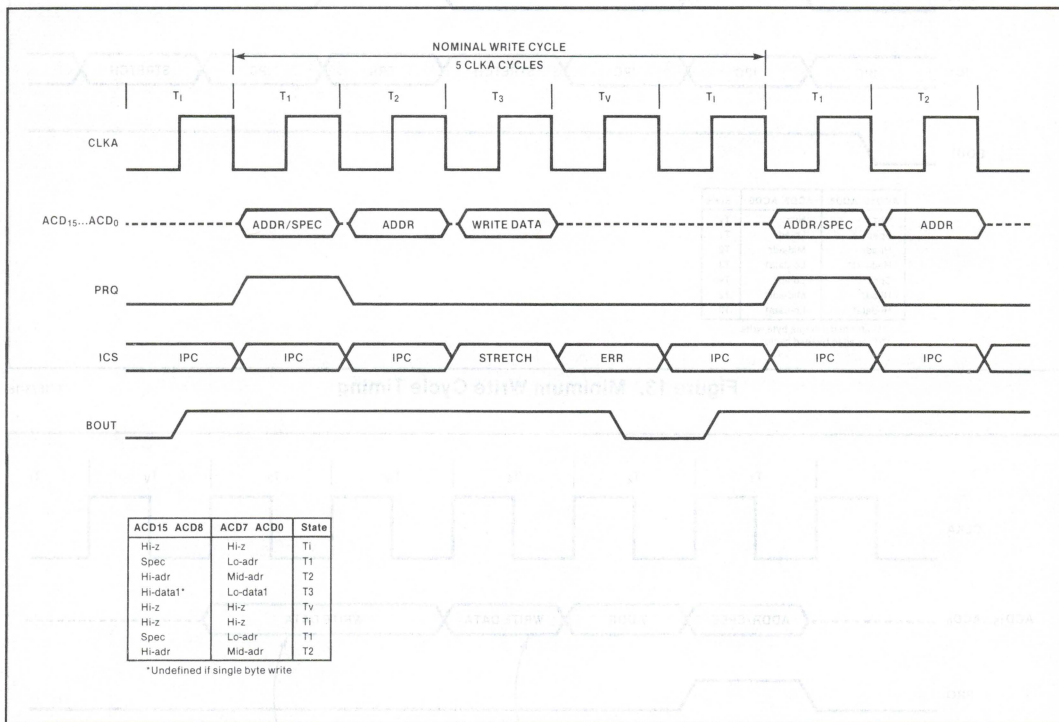 NOMINAL WRITE CYCLE
5 CLKA CYCLES
Ti T1 T2 T3 Tv Ti T1 T2
CLKA
ACD15...ACD0 ADDR/SPEC ADDR WRITE DATA ADDR/SPEC ADDR
PRQ
ICS IPC IPC IPC STRETCH ERR IPC IPC IPC
BOUT
ACD15 ACD8 ACD7 ACD0 State
Hi-z Hi-z Ti
Spec Lo-adr T1
Hi-adr Mid-adr T2
Hi-data1* Lo-data1 T3
Hi-z Hi-z Tv
Hi-z Hi-z Ti
Spec Lo-adr T1
Hi-adr Mid-adr T2
*Undefined if single byte write
Figure 13. Minimum Write Cycle Timing